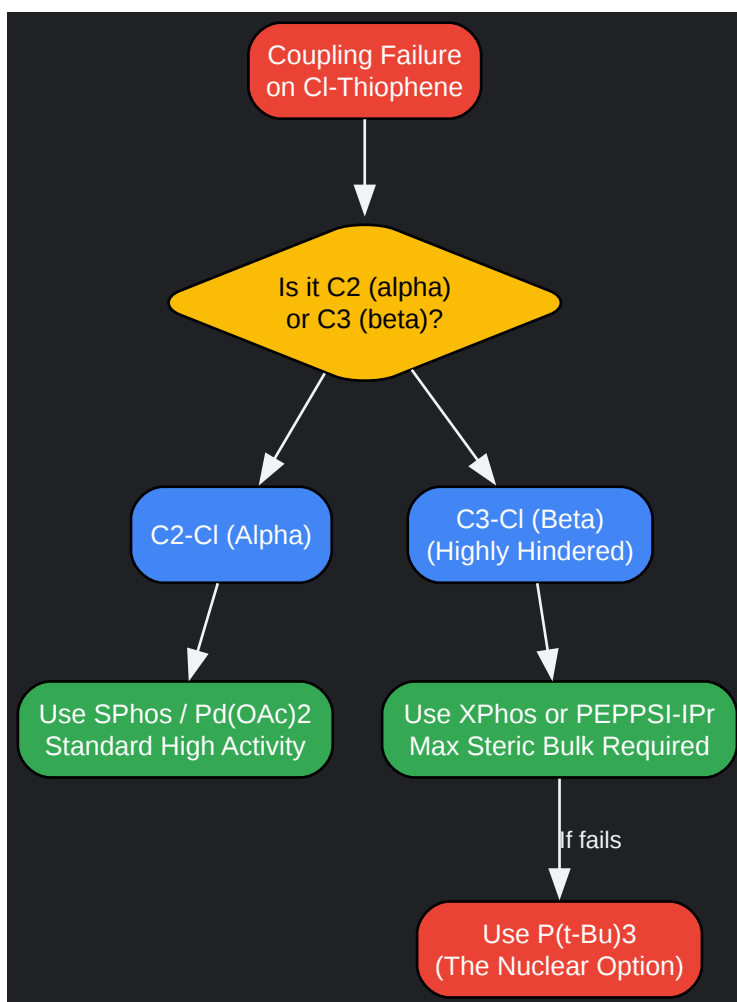 Coupling Failure
on Cl-Thiophene
Is it C2 (alpha)
or C3 (beta)?
C2-Cl (Alpha)
C3-Cl (Beta)
(Highly Hindered)
Use SPhos / Pd(OAc)2
Standard High Activity
Use XPhos or PEPPSI-IPr
Max Steric Bulk Required
If fails
Use P(t-Bu)3
(The Nuclear Option)